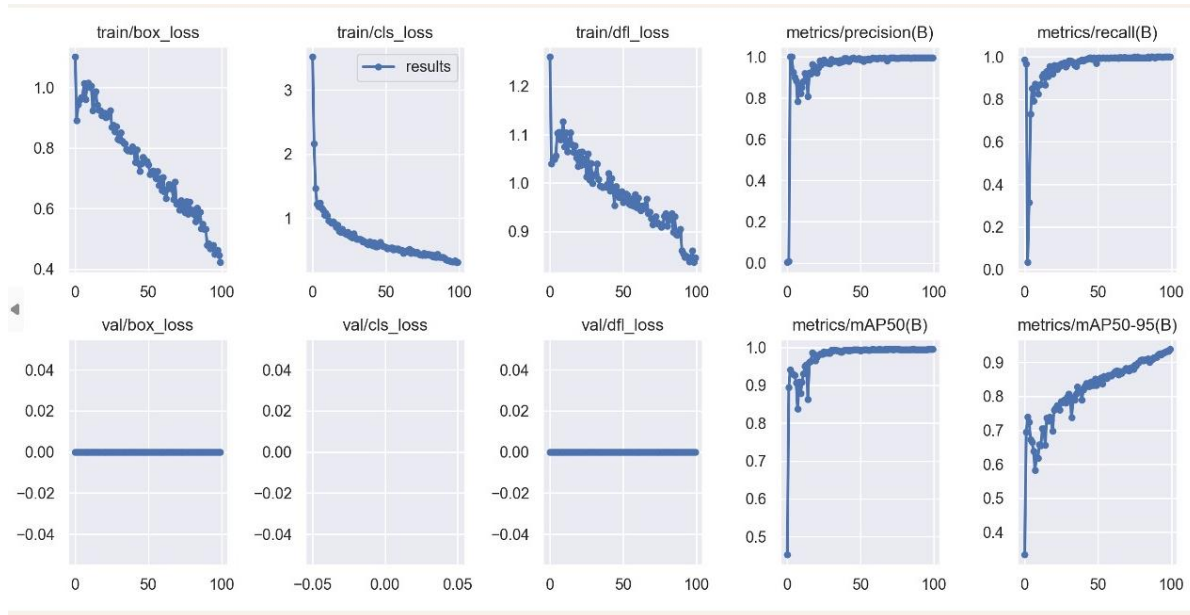 train/box_loss
1.0
0.8
0.6
0.4
0 50 100
train/cls_loss
results
3
2
1
0 50 100
train/dfl_loss
1.2
1.1
1.0
0.9
0 50 100
metrics/precision(B)
1.0
0.8
0.6
0.4
0.2
0.0
0 50 100
metrics/recall(B)
1.0
0.8
0.6
0.4
0.2
0.0
0 50 100
val/box_loss
0.04
0.02
0.00
−0.02
−0.04
0 50 100
val/cls_loss
0.04
0.02
0.00
−0.02
−0.04
−0.05 0.00 0.05
val/dfl_loss
0.04
0.02
0.00
−0.02
−0.04
0 50 100
metrics/mAP50(B)
1.0
0.9
0.8
0.7
0.6
0.5
0 50 100
metrics/mAP50-95(B)
0.9
0.8
0.7
0.6
0.5
0.4
0 50 100